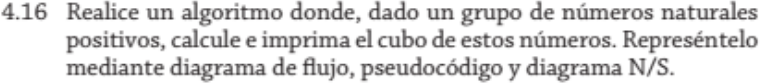 4.16 Realice un algoritmo donde, dado un grupo de números naturales
positivos, calcule e imprima el cubo de estos números. Represéntelo
mediante diagrama de flujo, pseudocódigo y diagrama N/S.